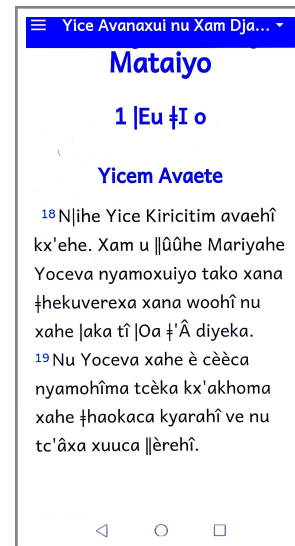 Yice Avanaxui nu Xam Dja...
Mataiyo
1 |Eu ǂI o
Yicem Avaete
18 N|ihe Yice Kiricitim avaehî
kx'ehe. Xam u ǁûûhe Mariyahe
Yoceva nyamoxuiyo tako xana
ǂhekuverexa xana woohî nu
xahe |aka tî |Oa ǂ'Â diyeka.
19 Nu Yoceva xahe è cèèca
nyamohîma tcèka kx'akhoma
xahe ǂhaokaca kyarahî ve nu
tc'âxa xuuca ǁèrehî.